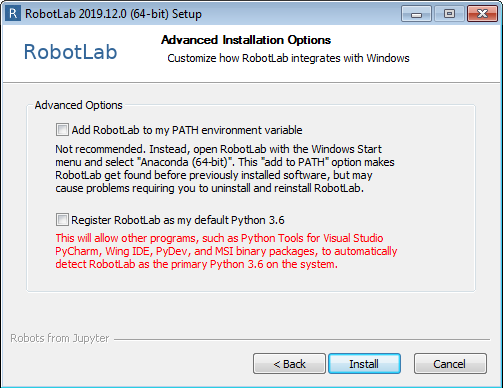 RobotLab 2019.12.0 (64-bit) Setup
RobotLab
Advanced Installation Options
Customize how RobotLab integrates with Windows
Advanced Options
Add RobotLab to my PATH environment variable
Not recommended. Instead, open RobotLab with the Windows Start
menu and select "Anaconda (64-bit)". This "add to PATH" option makes
RobotLab get found before previously installed software, but may
cause problems requiring you to uninstall and reinstall RobotLab.
Register RobotLab as my default Python 3.6
This will allow other programs, such as Python Tools for Visual Studio
PyCharm, Wing IDE, PyDev, and MSI binary packages, to automatically
detect RobotLab as the primary Python 3.6 on the system.
Robots from Jupyter
< Back
Install
Cancel